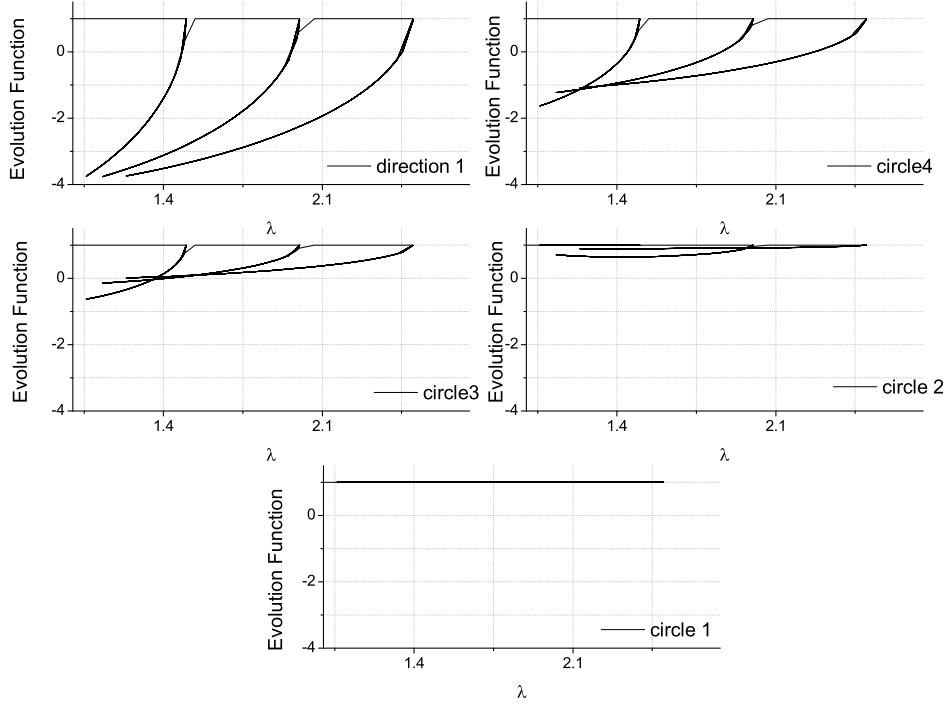 Evolution Function
0
-2
-4
direction 1
1.4
2.1
λ
Evolution Function
0
-2
-4
circle4
1.4
2.1
λ
Evolution Function
0
-2
-4
circle3
1.4
2.1
λ
Evolution Function
0
-2
-4
circle 2
1.4
2.1
λ
Evolution Function
0
-2
-4
circle 1
1.4
2.1
λ